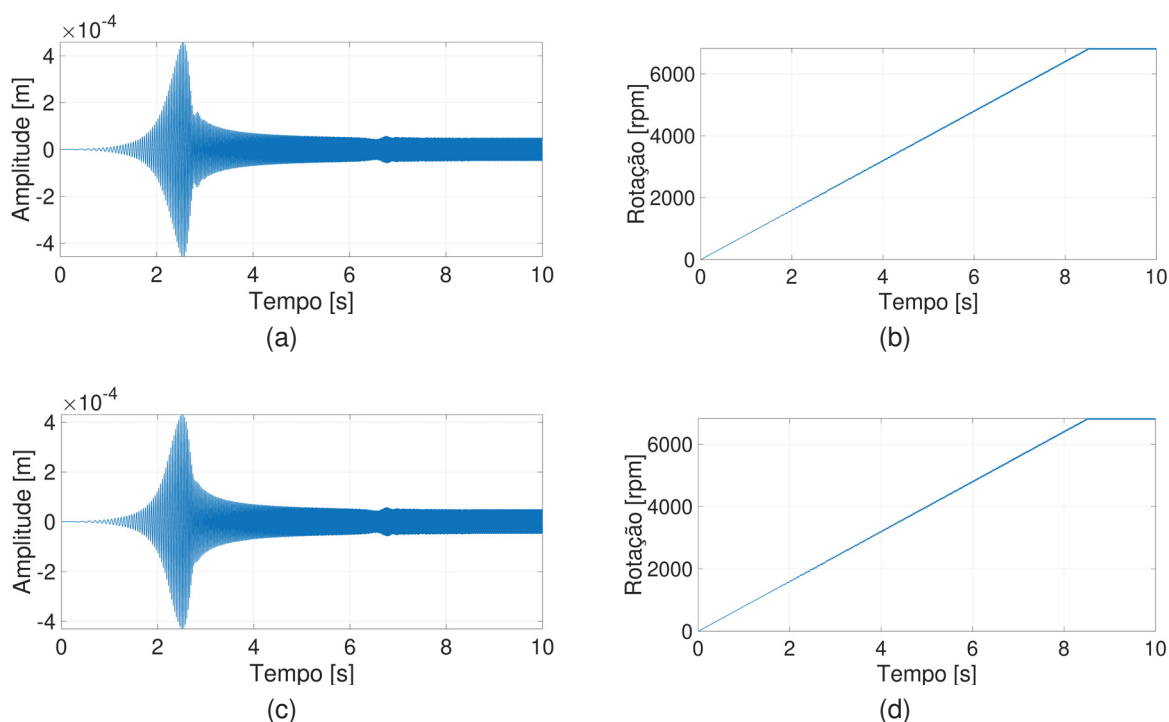 ×10⁻⁴
4
2
0
-2
-4
Amplitude [m]
0 2 4 6 8 10
Tempo [s]
(a)
6000
4000
2000
0
Rotação [rpm]
0 2 4 6 8 10
Tempo [s]
(b)
×10⁻⁴
4
2
0
-2
-4
Amplitude [m]
0 2 4 6 8 10
Tempo [s]
(c)
6000
4000
2000
0
Rotação [rpm]
0 2 4 6 8 10
Tempo [s]
(d)